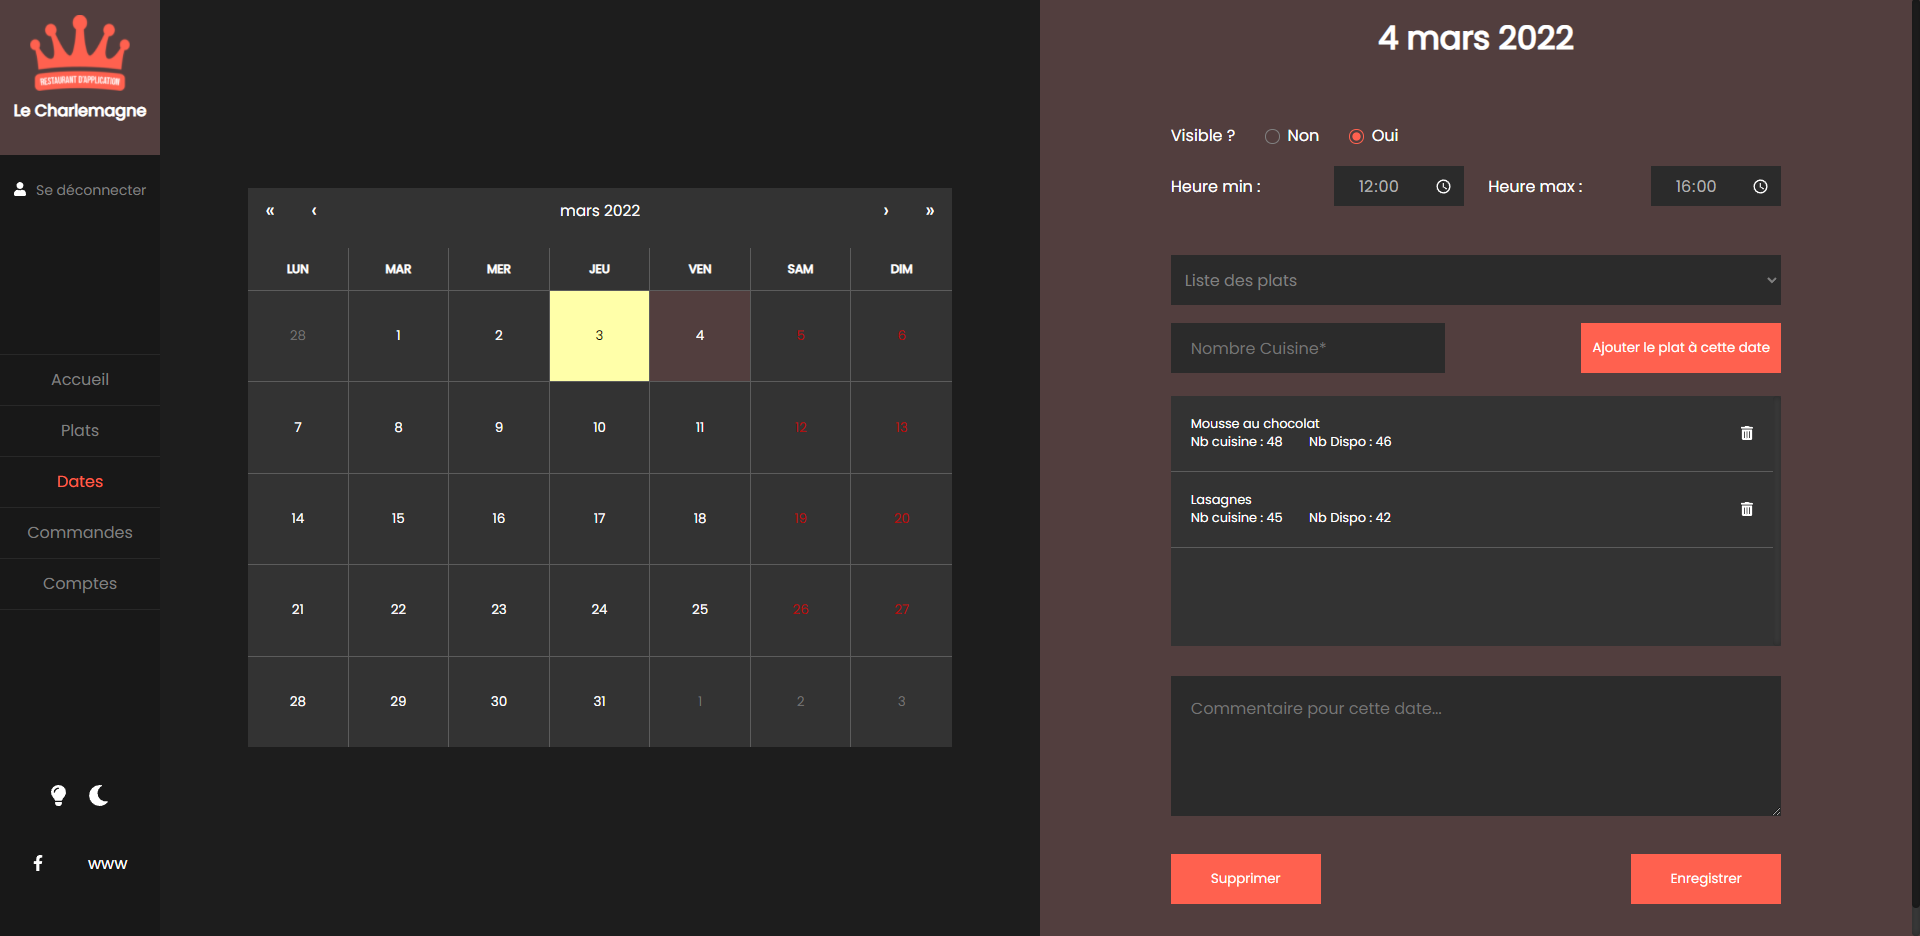 RESTAURANT D'APPLICATION
Le Charlemagne
Se déconnecter
Accueil
Plats
Dates
Commandes
Comptes
www
« ‹ mars 2022 › »
LUN MAR MER JEU VEN SAM DIM
28 1 2 3 4 5 6
7 8 9 10 11 12 13
14 15 16 17 18 19 20
21 22 23 24 25 26 27
28 29 30 31 1 2 3
4 mars 2022
Visible ? Non Oui
Heure min : 12:00 Heure max : 16:00
Liste des plats
Nombre Cuisine* Ajouter le plat à cette date
Mousse au chocolat
Nb cuisine : 48 Nb Dispo : 46
Lasagnes
Nb cuisine : 45 Nb Dispo : 42
Commentaire pour cette date...
Supprimer Enregistrer